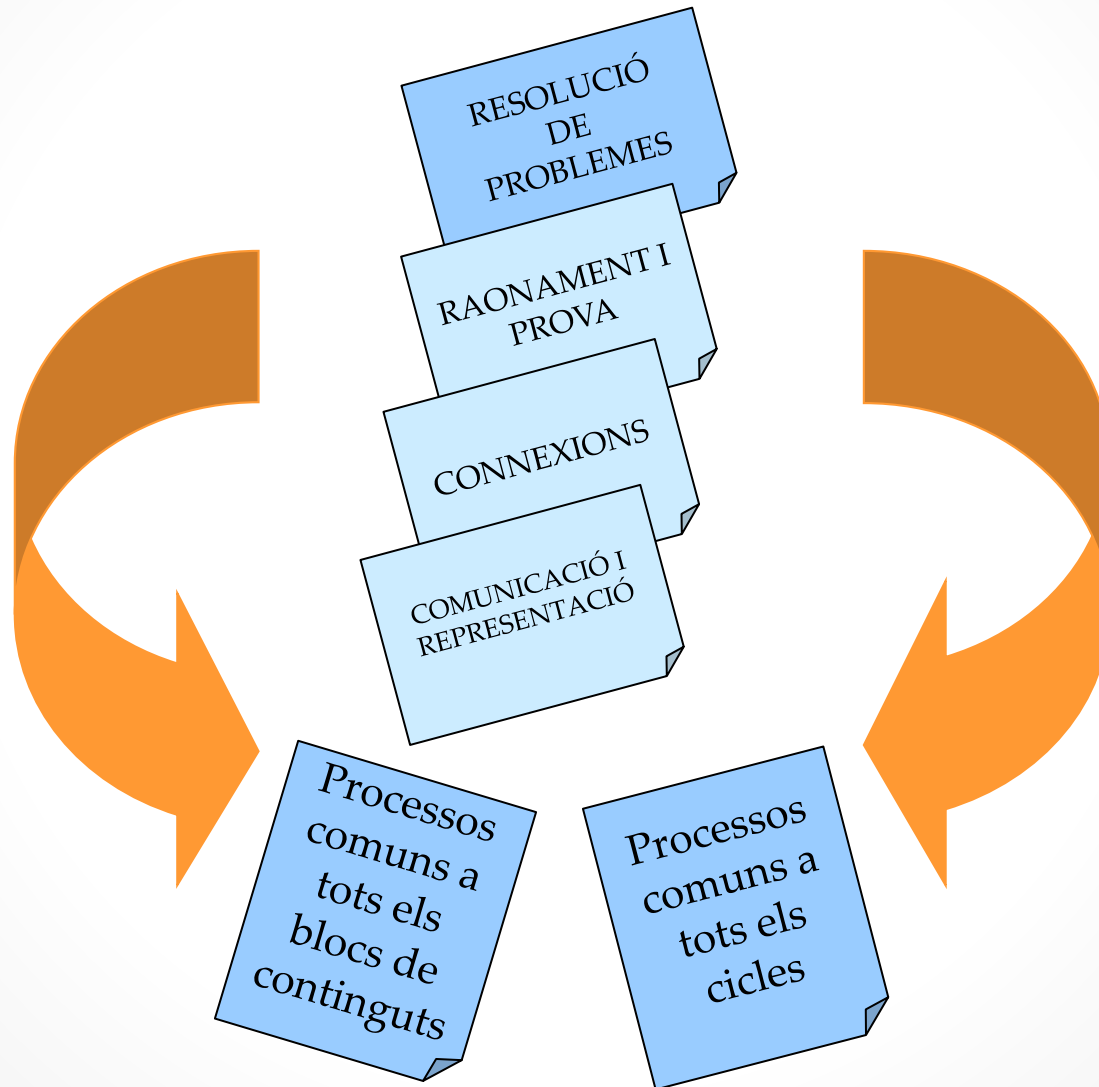 RESOLUCIÓ
DE
PROBLEMES
RAONAMENT I
PROVA
CONNEXIONS
COMUNICACIÓ I
REPRESENTACIÓ
Processos
comuns a
tots els
blocs de
continguts
Processos
comuns a
tots els
cicles